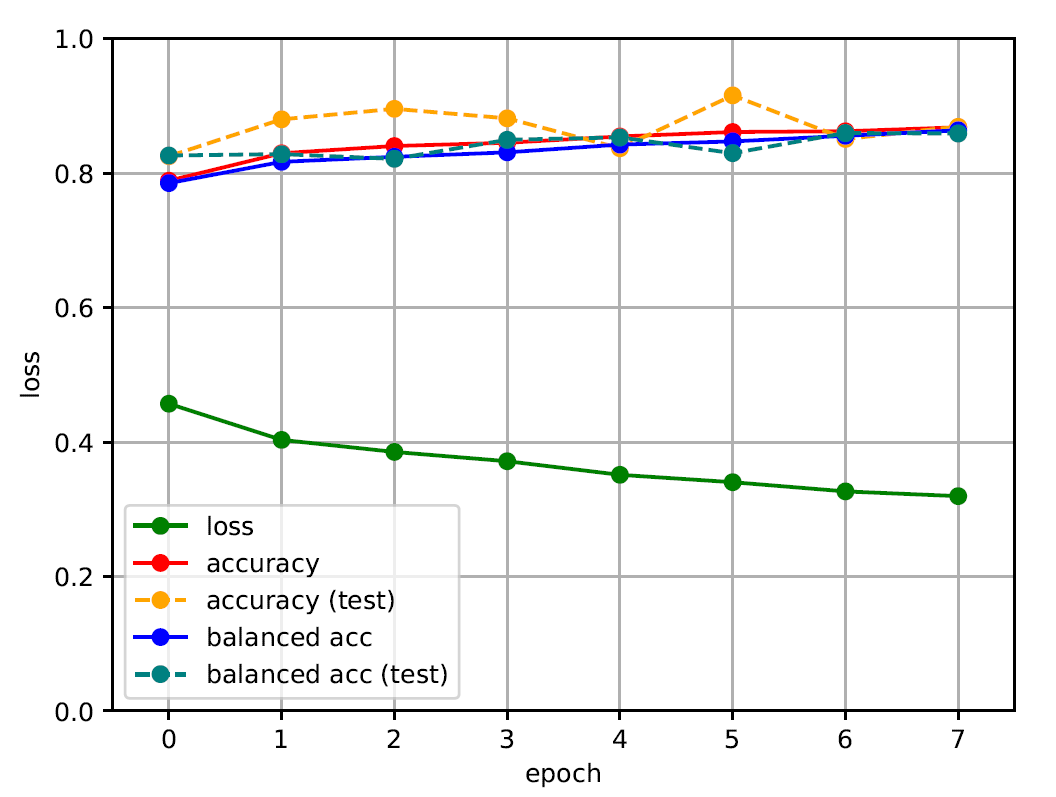 1.0
0.8
0.6
0.4
0.2
0.0
loss
loss
accuracy
accuracy (test)
balanced acc
balanced acc (test)
0 1 2 3 4 5 6 7
epoch